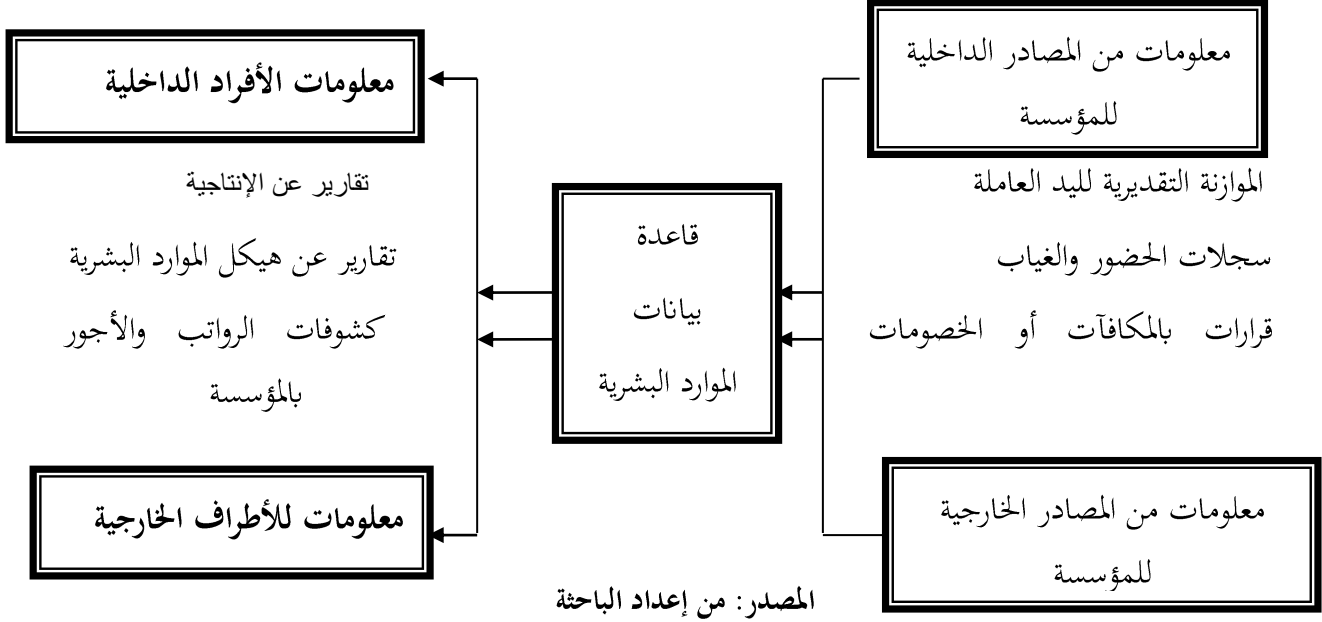 معلومات من المصادر الداخلية
للمؤسسة
الموازنة التقديرية لليد العاملة
سجلات الحضور والغياب
قرارات بالمكافآت أو الخصومات
معلومات من المصادر الخارجية
للمؤسسة
قاعدة
بيانات
الموارد البشرية
معلومات الأفراد الداخلية
تقارير عن الإنتاجية
تقارير عن هيكل الموارد البشرية
كشوفات الرواتب والأجور
بالمؤسسة
معلومات للأطراف الخارجية
المصدر: من إعداد الباحثة